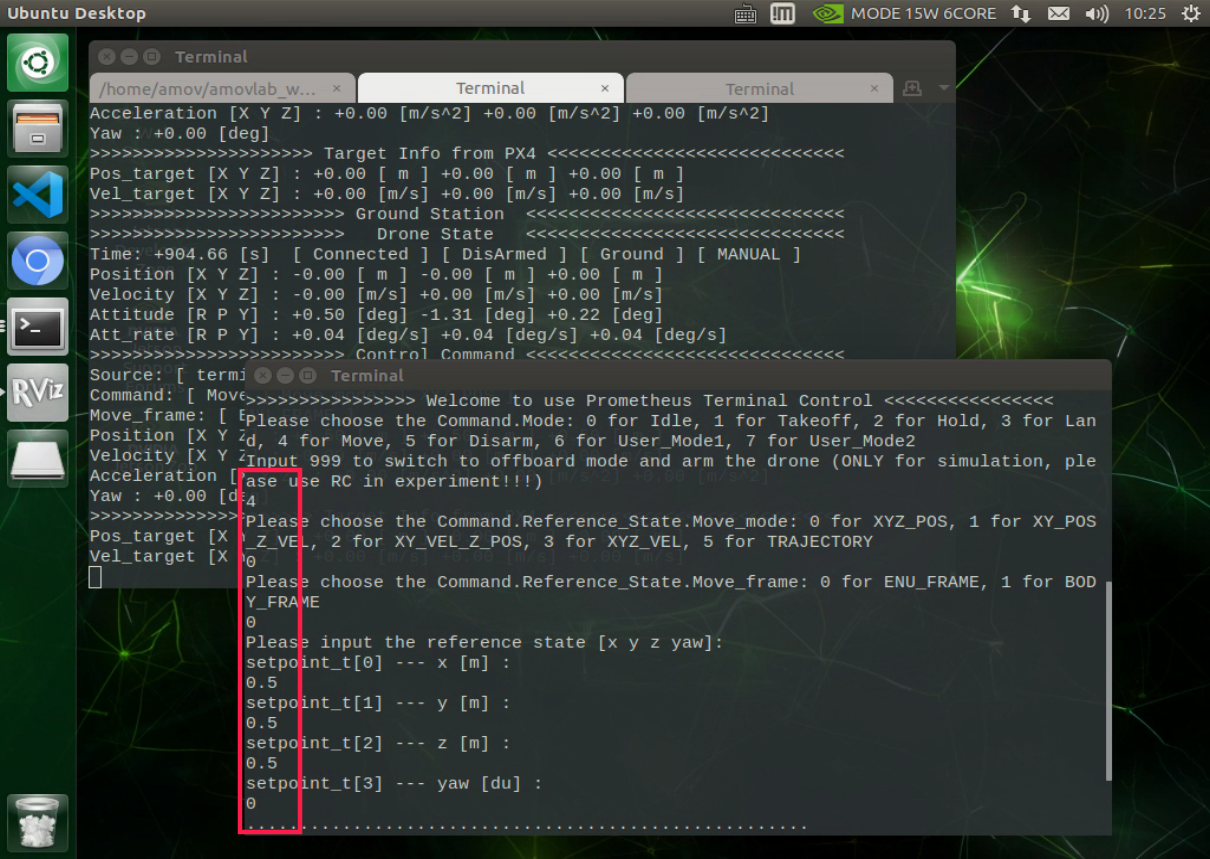 Ubuntu Desktop
MODE 15W 6CORE
10:25
Terminal
/home/amov/amovlab_w... ×
Terminal ×
Terminal ×
Acceleration [X Y Z] : +0.00 [m/s^2] +0.00 [m/s^2] +0.00 [m/s^2]
Yaw : +0.00 [deg]
>>>>>>>>>>>>>>>>>>>>> Target Info from PX4 <<<<<<<<<<<<<<<<<<<<<<<<<<<<
Pos_target [X Y Z] : +0.00 [ m ] +0.00 [ m ] +0.00 [ m ]
Vel_target [X Y Z] : +0.00 [m/s] +0.00 [m/s] +0.00 [m/s]
>>>>>>>>>>>>>>>>>>>>>>>> Ground Station  <<<<<<<<<<<<<<<<<<<<<<<<<<<<<<
>>>>>>>>>>>>>>>>>>>>>>>>   Drone State   <<<<<<<<<<<<<<<<<<<<<<<<<<<<<<
Time: +904.66 [s]  [ Connected ] [ DisArmed ] [ Ground ] [ MANUAL ]
Position [X Y Z] : -0.00 [ m ] -0.00 [ m ] +0.00 [ m ]
Velocity [X Y Z] : -0.00 [m/s] +0.00 [m/s] +0.00 [m/s]
Attitude [R P Y] : +0.50 [deg] -1.31 [deg] +0.22 [deg]
Att_rate [R P Y] : +0.04 [deg/s] +0.04 [deg/s] +0.04 [deg/s]
>>>>>>>>>>>>>>>>>>>>>>>> Control Command <<<<<<<<<<<<<<<<<<<<<<<<<<<<<<
Source: [ termi
Command: [ Move
Move_frame: [ E
Position [X Y Z
Velocity [X Y Z
Acceleration [
Yaw : +0.00 [de
>>>>>>>>>>>>>>>
Pos_target [X
Vel_target [X
RViz
Terminal
>>>>>>>>>>>>>>>> Welcome to use Prometheus Terminal Control <<<<<<<<<<<<<<<<
Please choose the Command.Mode: 0 for Idle, 1 for Takeoff, 2 for Hold, 3 for Lan
d, 4 for Move, 5 for Disarm, 6 for User_Mode1, 7 for User_Mode2
Input 999 to switch to offboard mode and arm the drone (ONLY for simulation, ple
ase use RC in experiment!!!)
4
Please choose the Command.Reference_State.Move_mode: 0 for XYZ_POS, 1 for XY_POS
_Z_VEL, 2 for XY_VEL_Z_POS, 3 for XYZ_VEL, 5 for TRAJECTORY
0
Please choose the Command.Reference_State.Move_frame: 0 for ENU_FRAME, 1 for BOD
Y_FRAME
0
Please input the reference state [x y z yaw]:
setpoint_t[0] --- x [m] :
0.5
setpoint_t[1] --- y [m] :
0.5
setpoint_t[2] --- z [m] :
0.5
setpoint_t[3] --- yaw [du] :
0
.....................................................